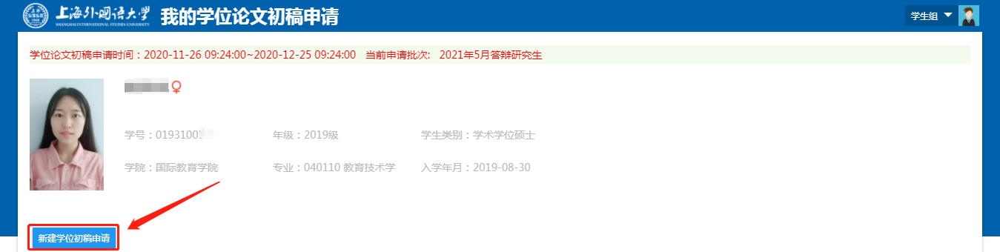 上海外国语大学
SHANGHAI INTERNATIONAL STUDIES UNIVERSITY
我的学位论文初稿申请
学生组
学位论文初稿申请时间：2020-11-26 09:24:00~2020-12-25 09:24:00 当前申请批次: 2021年5月答辩研究生
学号：01931005
年级：2019级
学生类别：学术学位硕士
学院：国际教育学院
专业：040110 教育技术学
入学年月：2019-08-30
新建学位初稿申请